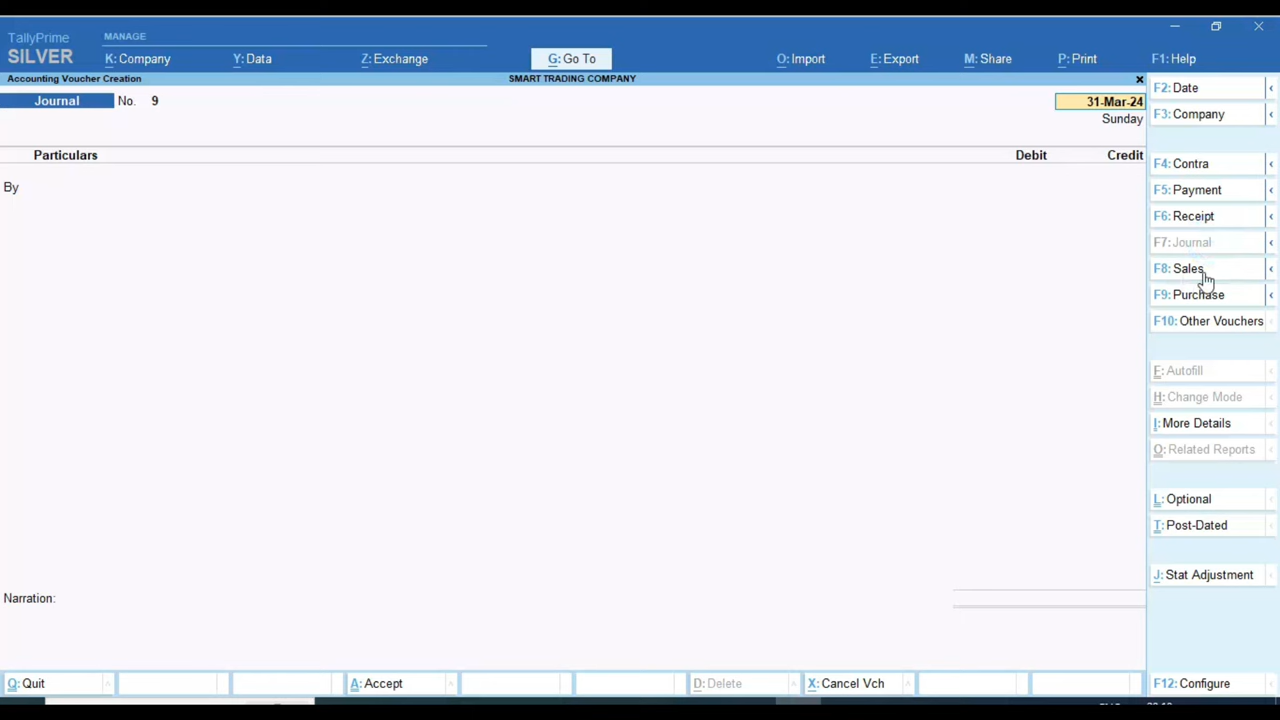 TallyPrime
MANAGE
SILVER
K: Company
Y: Data
Z: Exchange
G: Go To
O: Import
E: Export
M: Share
P: Print
F1: Help
Accounting Voucher Creation
SMART TRADING COMPANY
×
Journal No. 9
31-Mar-24
Sunday
Particulars
Debit
Credit
By
Narration:
F2: Date
F3: Company
F4: Contra
F5: Payment
F6: Receipt
F7: Journal
F8: Sales
F9: Purchase
F10: Other Vouchers
F: Autofill
H: Change Mode
I: More Details
O: Related Reports
L: Optional
T: Post-Dated
J: Stat Adjustment
Q: Quit
A: Accept
D: Delete
X: Cancel Vch
F12: Configure